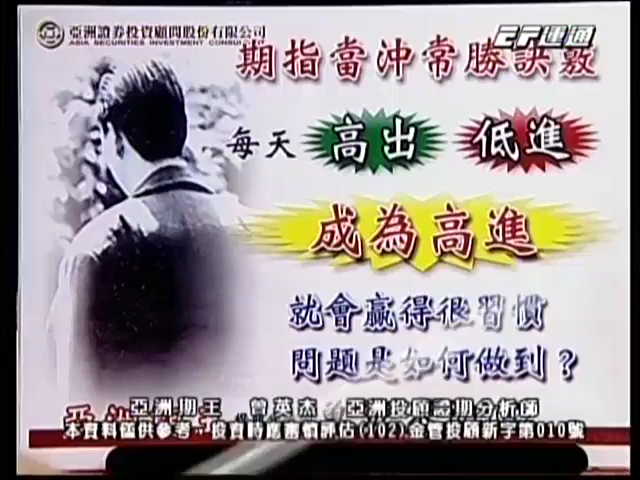 亞洲證券投資顧問股份有限公司
ASIA SECURITIES INVESTMENT CONSU
EF運通
期指當沖常勝訣竅
每天 高出 低進
成為高進
就會贏得很習慣
問題是如何做到?
亞洲期王 曾英杰 亞洲投顧證期分析師
本資料僅供參考,投資時應審慎評估(102)金管投顧新字第010號